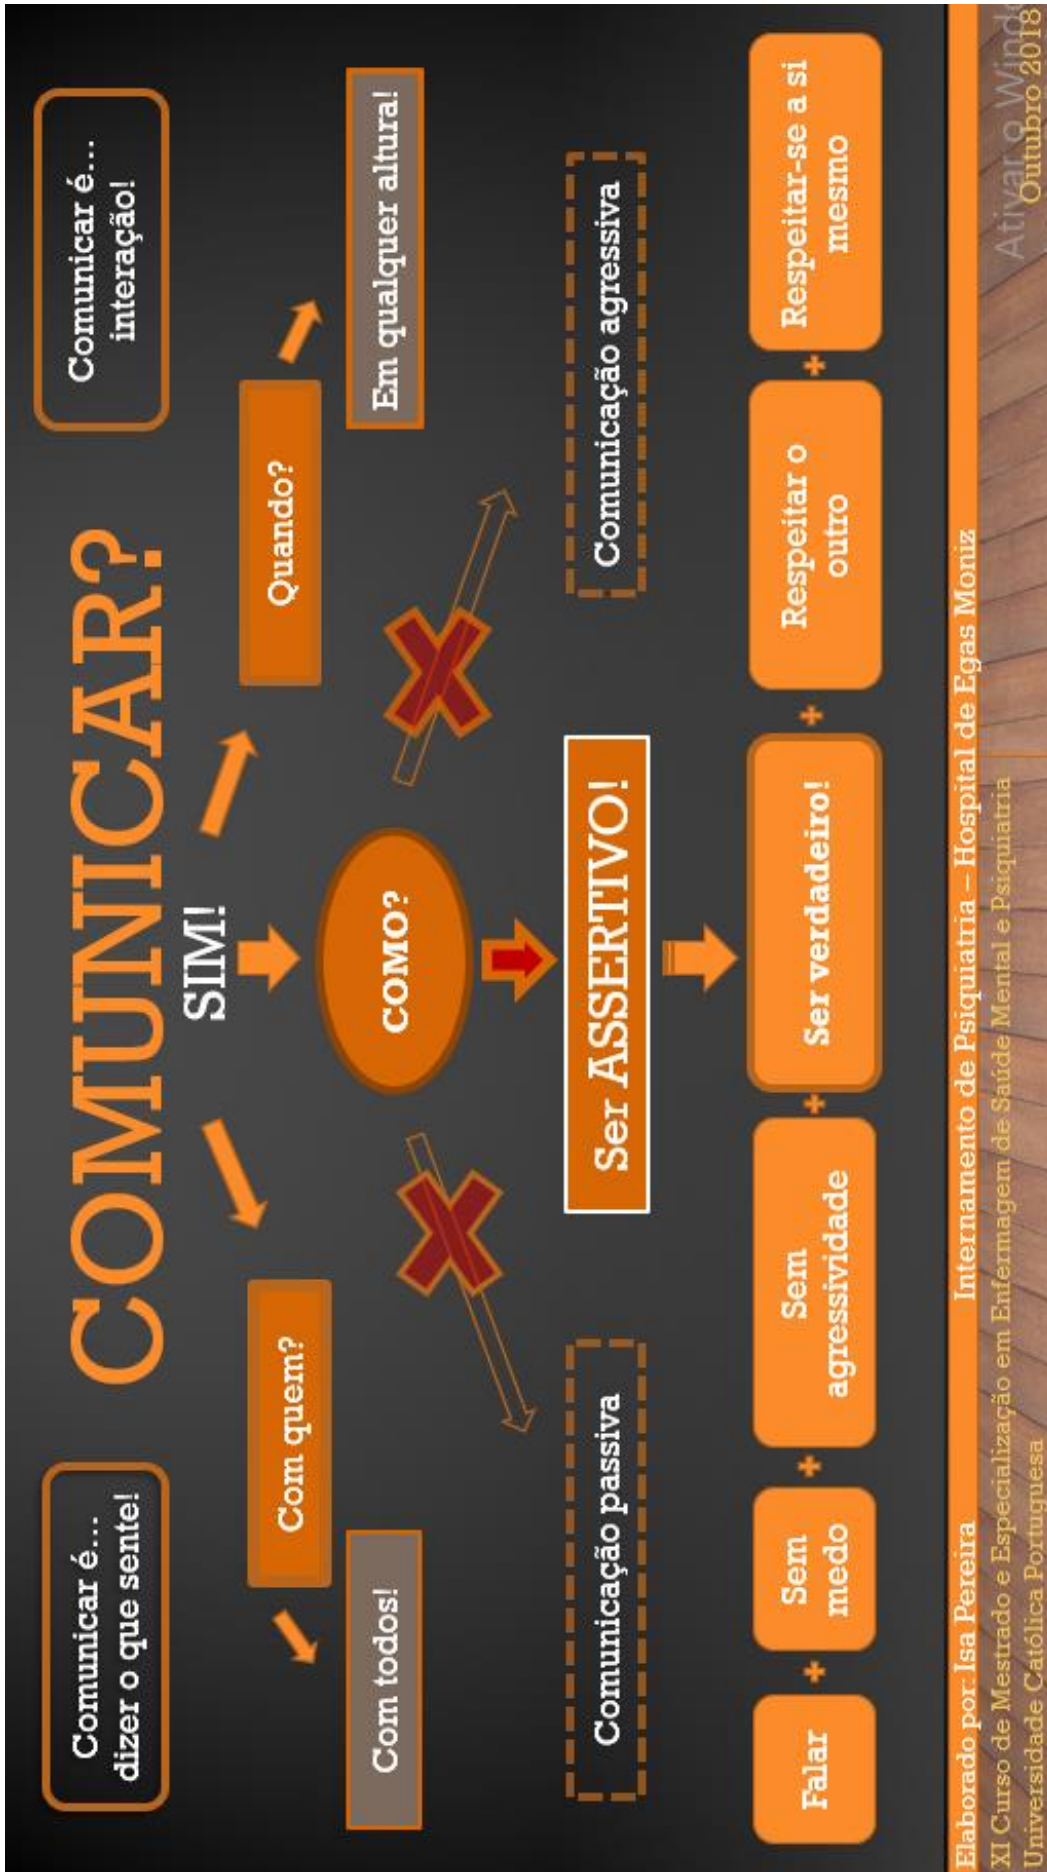 Comunicar é...
dizer o que sente!
COMUNICAR?
Comunicar é...
interação!
SIM!
Com quem?
Quando?
Com todos!
COMO?
Em qualquer altura!
Comunicação passiva
Ser ASSERTIVO!
Comunicação agressiva
Falar
+
Sem
medo
+
Sem
agressividade
+
Ser verdadeiro!
+
Respeitar o
outro
+
Respeitar-se a si
mesmo
Elaborado por: Isa Pereira
Internamento de Psiquiatria – Hospital de Egas Moniz
XI Curso de Mestrado e Especialização em Enfermagem de Saúde Mental e Psiquiatria
Universidade Católica Portuguesa
Ativar o Windo
Outubro 2018